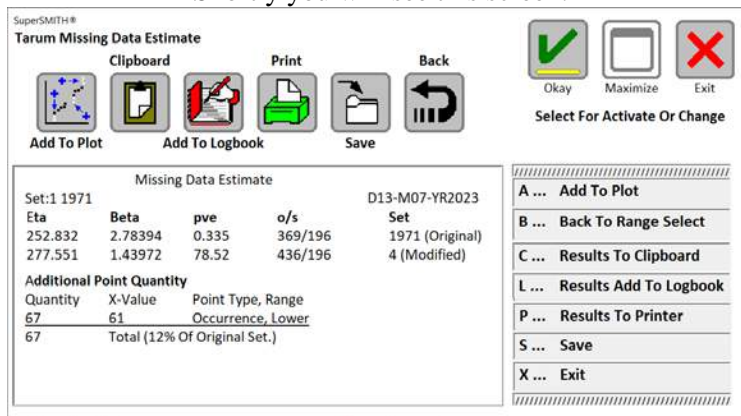 SuperSMITH®
Tarum Missing Data Estimate
Clipboard Print Back
Add To Plot Add To Logbook Save
Okay Maximize Exit
Select For Activate Or Change
Missing Data Estimate
Set:1 1971 D13-M07-YR2023
Eta Beta pve o/s Set
252.832 2.78394 0.335 369/196 1971 (Original)
277.551 1.43972 78.52 436/196 4 (Modified)
Additional Point Quantity
Quantity X-Value Point Type, Range
67 61 Occurrence, Lower
67 Total (12% Of Original Set.)
A ... Add To Plot
B ... Back To Range Select
C ... Results To Clipboard
L ... Results Add To Logbook
P ... Results To Printer
S ... Save
X ... Exit